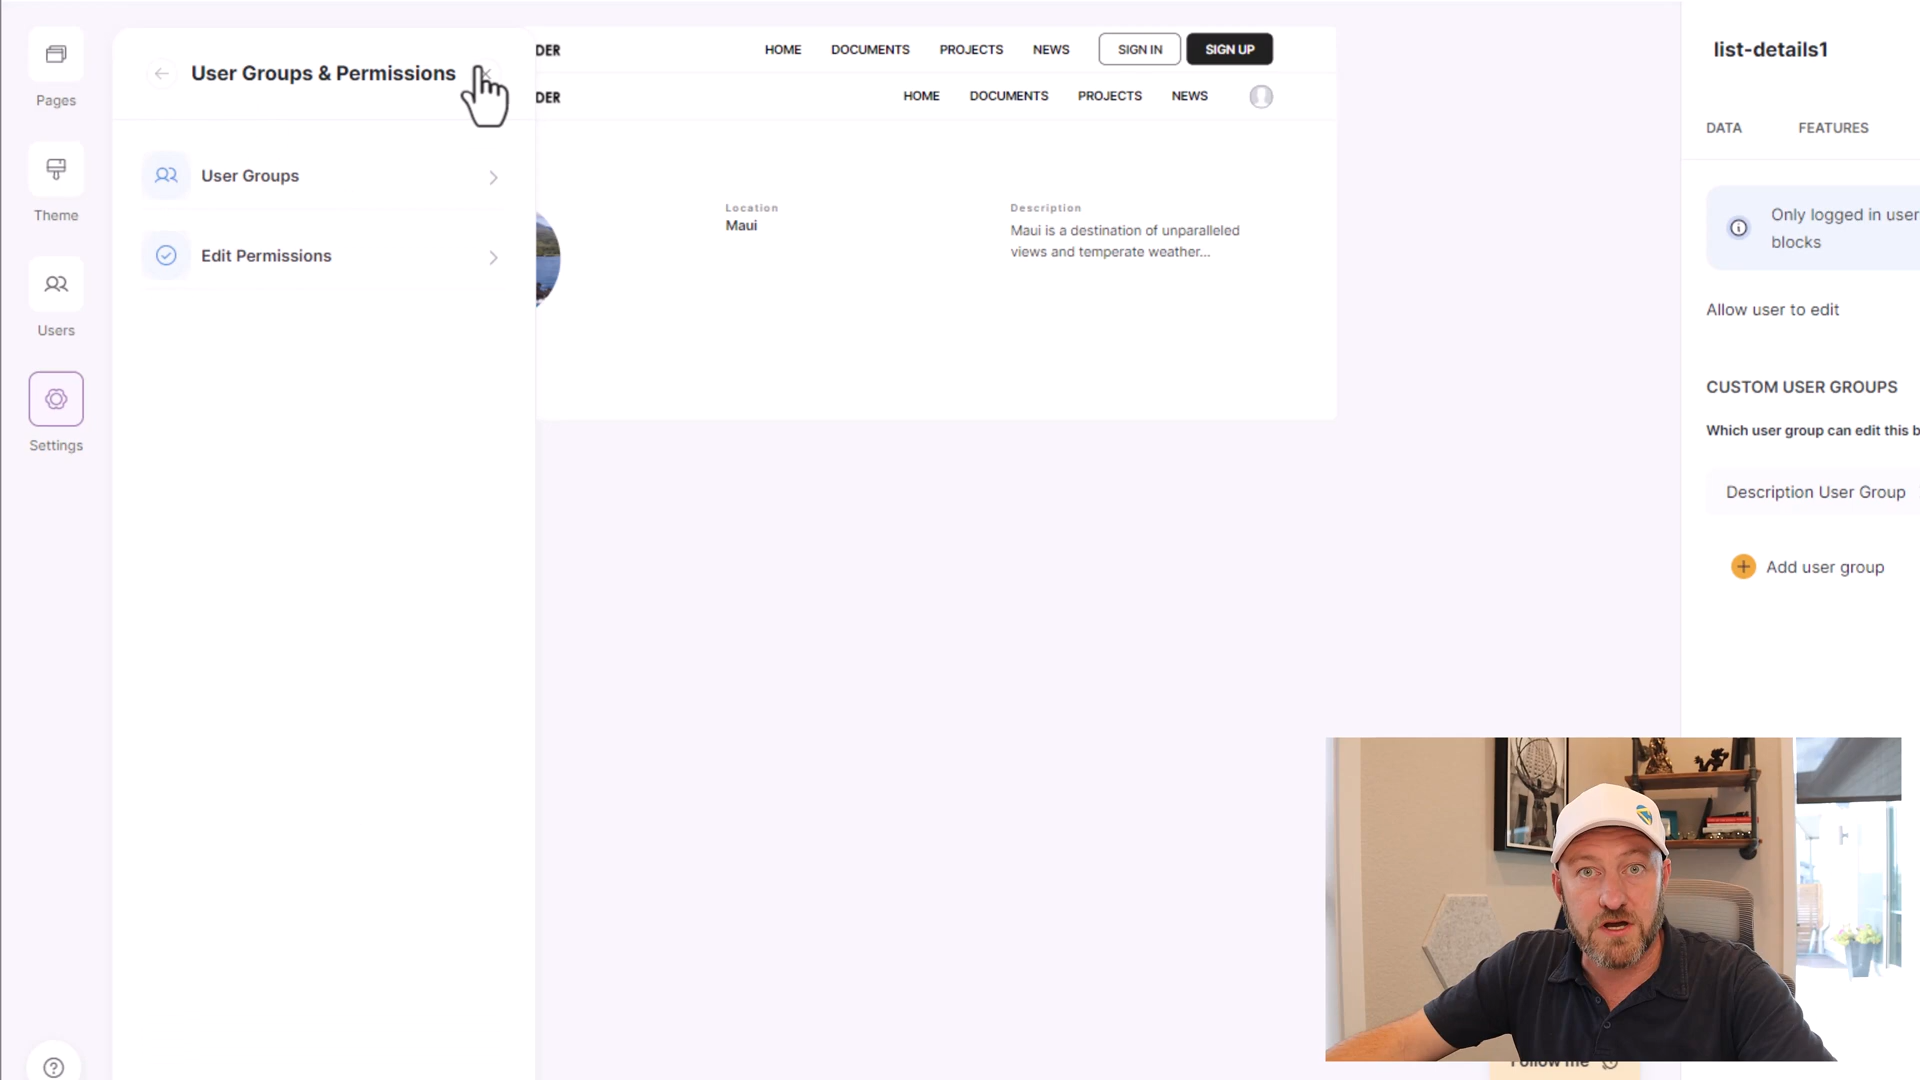 Pages
Theme
Users
Settings
User Groups & Permissions
User Groups
Edit Permissions
DER
HOME DOCUMENTS PROJECTS NEWS SIGN IN SIGN UP
DER
HOME DOCUMENTS PROJECTS NEWS
Location
Maui
Description
Maui is a destination of unparalleled
views and temperate weather...
list-details1
DATA FEATURES
Only logged in user
blocks
Allow user to edit
CUSTOM USER GROUPS
Which user group can edit this b
Description User Group
Add user group
Follow me